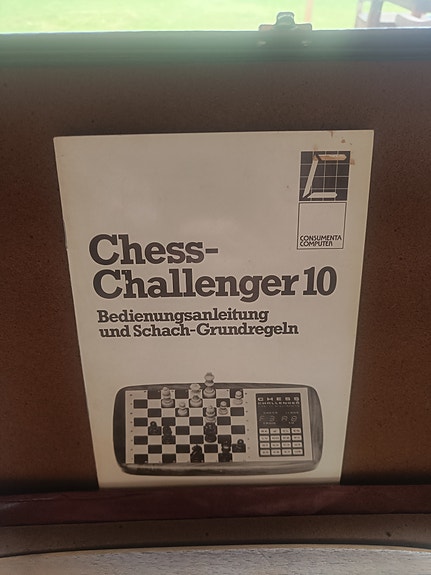 CONSUMENTA
COMPUTER
Chess-
Challenger 10
Bedienungsanleitung
und Schach-Grundregeln
CHESS
CHALLENGER